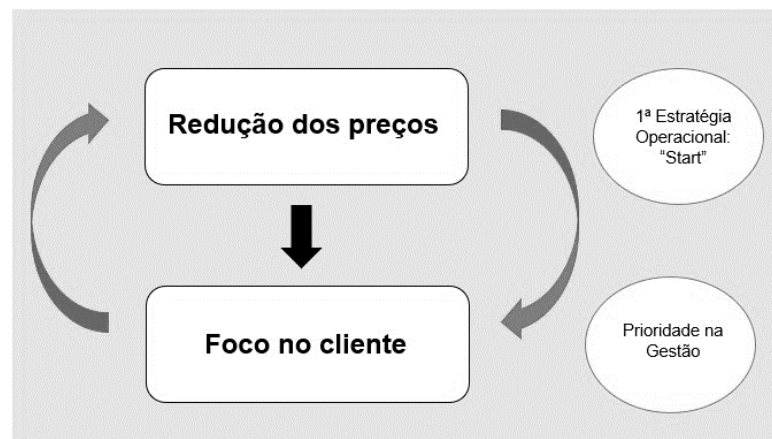 Redução dos preços
1ª Estratégia
Operacional:
“Start”
Foco no cliente
Prioridade na
Gestão